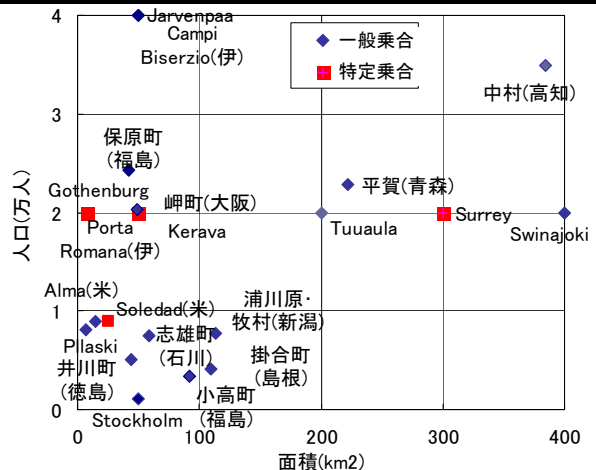 4
Jarvenpaa
Campi
Biserzio(伊)
一般乗合
特定乗合
中村(高知)
3
保原町
(福島)
Gothenburg
岬町(大阪)
平賀(青森)
2
Porta
Romana(伊)
Kerava
Tuuaula
Surrey
Swinajoki
人口(万人)
Alma(米)
Soledad(米)
浦川原・
牧村(新潟)
1
Pilaski
志雄町
(石川)
井川町
(徳島)
掛合町
(島根)
小高町
(福島)
Stockholm
0
0
100
200
300
400
面積(km2)